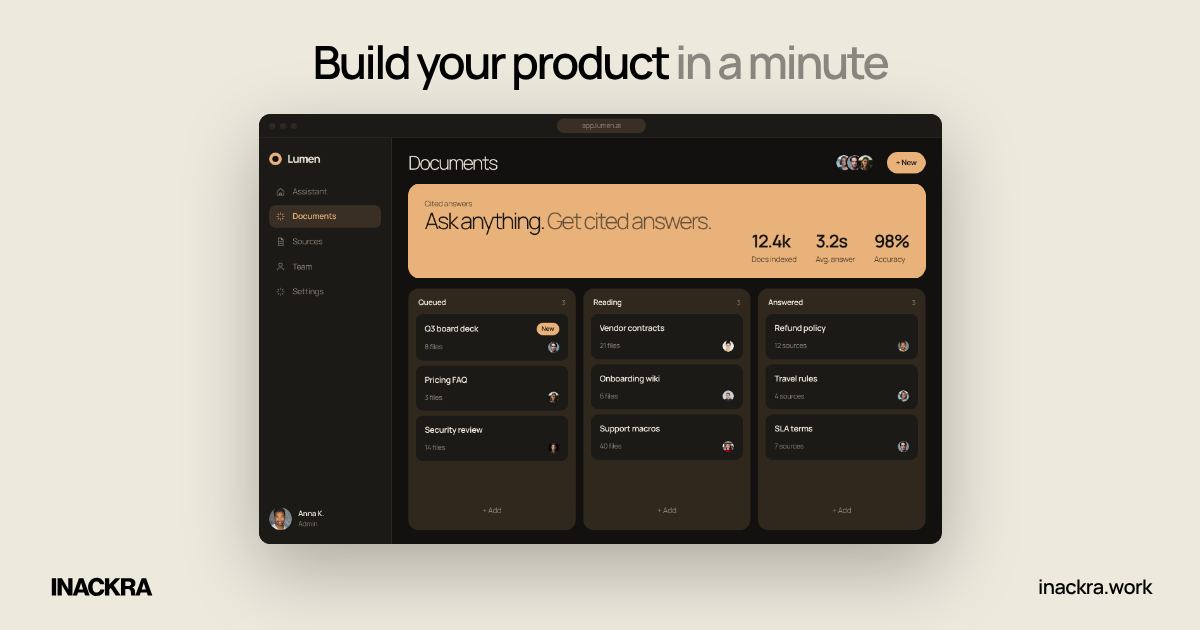 Build your product in a minute
app.lumen.ai
Lumen
Assistant
Documents
Sources
Team
Settings
Anna K.
Admin
Documents
+ New
Cited answers
Ask anything. Get cited answers.
12.4k
Docs indexed
3.2s
Avg. answer
98%
Accuracy
Queued 3
Q3 board deck New
8 files
Pricing FAQ
3 files
Security review
14 files
+ Add
Reading 3
Vendor contracts
21 files
Onboarding wiki
6 files
Support macros
40 files
+ Add
Answered 3
Refund policy
12 sources
Travel rules
4 sources
SLA terms
7 sources
+ Add
INACKRA
inackra.work